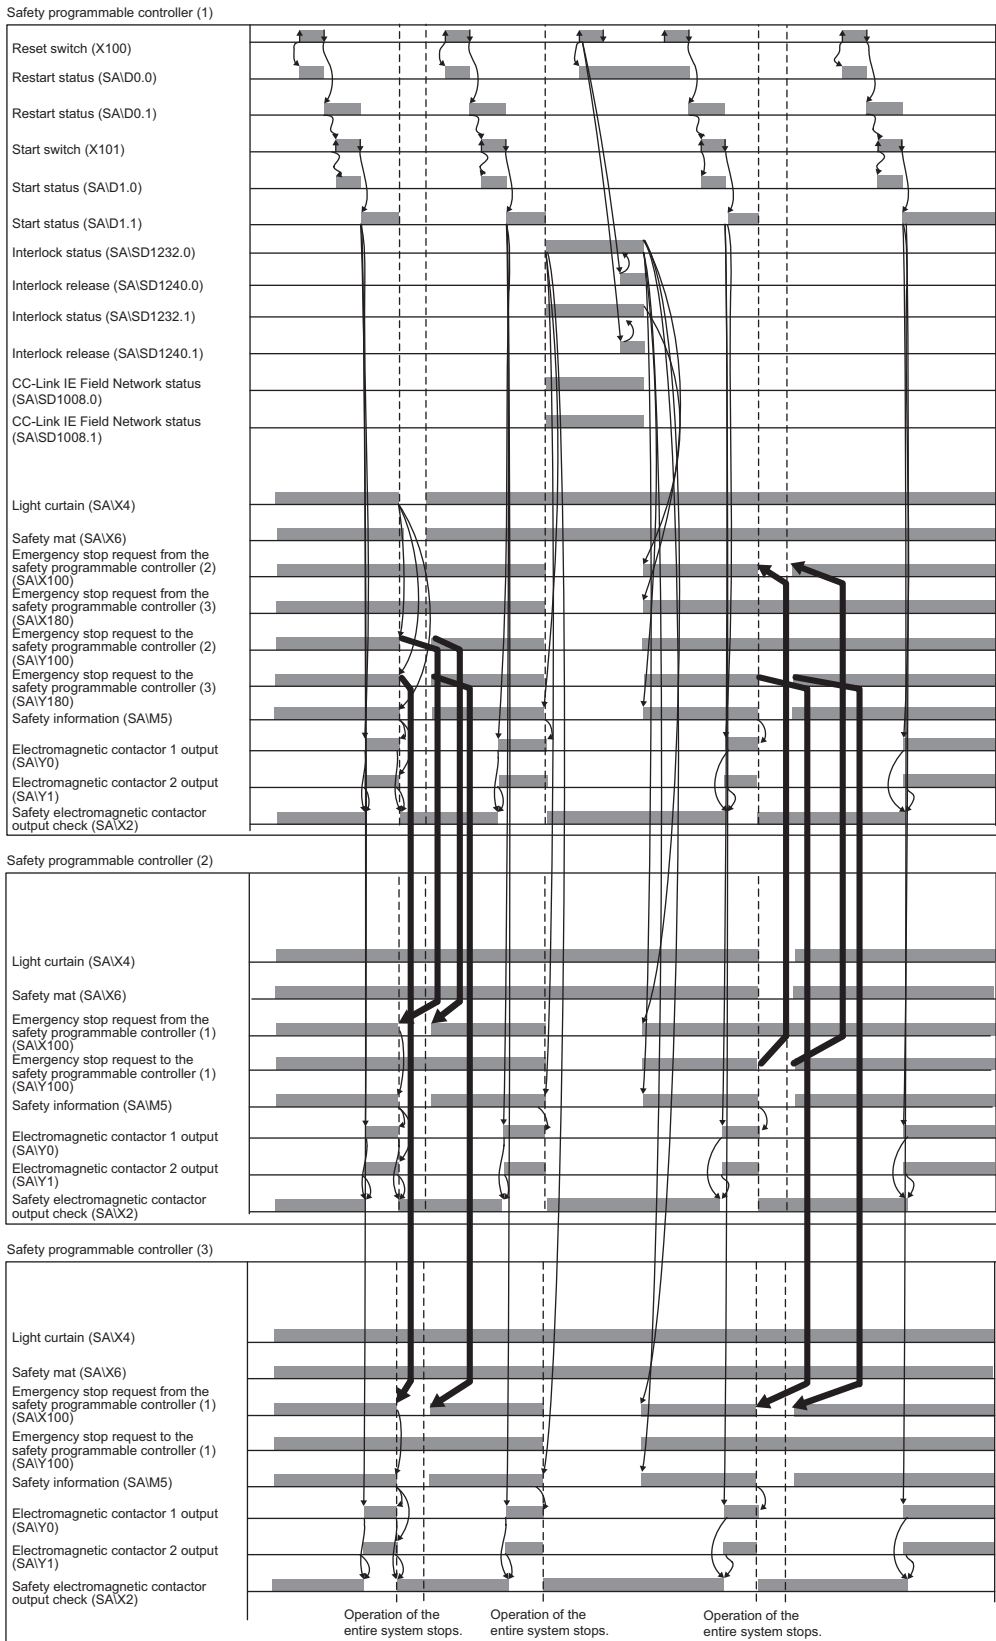 Safety programmable controller (1)
Reset switch (X100)
Restart status (SA\D0.0)
Restart status (SA\D0.1)
Start switch (X101)
Start status (SA\D1.0)
Start status (SA\D1.1)
Interlock status (SA\SD1232.0)
Interlock release (SA\SD1240.0)
Interlock status (SA\SD1232.1)
Interlock release (SA\SD1240.1)
CC-Link IE Field Network status
(SA\SD1008.0)
CC-Link IE Field Network status
(SA\SD1008.1)
Light curtain (SA\X4)
Safety mat (SA\X6)
Emergency stop request from the
safety programmable controller (2)
(SA\X100)
Emergency stop request from the
safety programmable controller (3)
(SA\X180)
Emergency stop request to the
safety programmable controller (2)
(SA\Y100)
Emergency stop request to the
safety programmable controller (3)
(SA\Y180)
Safety information (SA\M5)
Electromagnetic contactor 1 output
(SA\Y0)
Electromagnetic contactor 2 output
(SA\Y1)
Safety electromagnetic contactor
output check (SA\X2)
Safety programmable controller (2)
Light curtain (SA\X4)
Safety mat (SA\X6)
Emergency stop request from the
safety programmable controller (1)
(SA\X100)
Emergency stop request to the
safety programmable controller (1)
(SA\Y100)
Safety information (SA\M5)
Electromagnetic contactor 1 output
(SA\Y0)
Electromagnetic contactor 2 output
(SA\Y1)
Safety electromagnetic contactor
output check (SA\X2)
Safety programmable controller (3)
Light curtain (SA\X4)
Safety mat (SA\X6)
Emergency stop request from the
safety programmable controller (1)
(SA\X100)
Emergency stop request to the
safety programmable controller (1)
(SA\Y100)
Safety information (SA\M5)
Electromagnetic contactor 1 output
(SA\Y0)
Electromagnetic contactor 2 output
(SA\Y1)
Safety electromagnetic contactor
output check (SA\X2)
Operation of the
entire system stops.
Operation of the
entire system stops.
Operation of the
entire system stops.